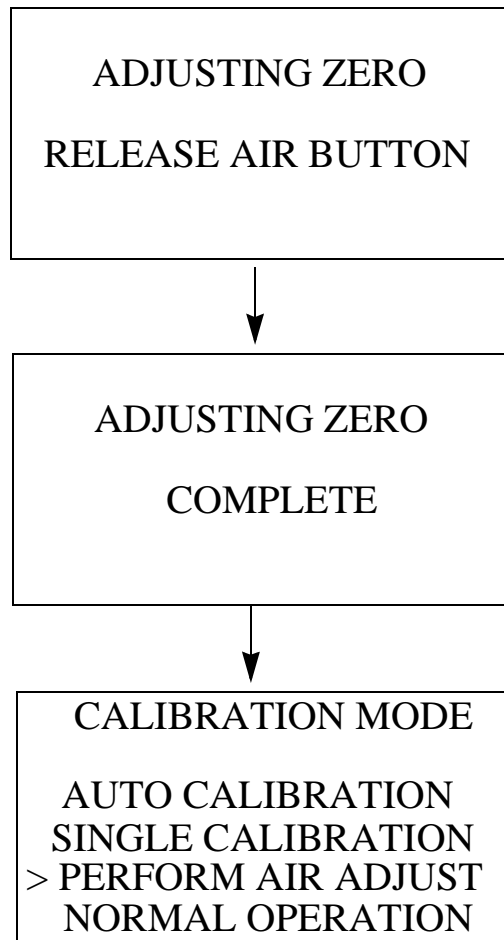 ADJUSTING ZERO
RELEASE AIR BUTTON
ADJUSTING ZERO
COMPLETE
CALIBRATION MODE
AUTO CALIBRATION
SINGLE CALIBRATION
> PERFORM AIR ADJUST
NORMAL OPERATION